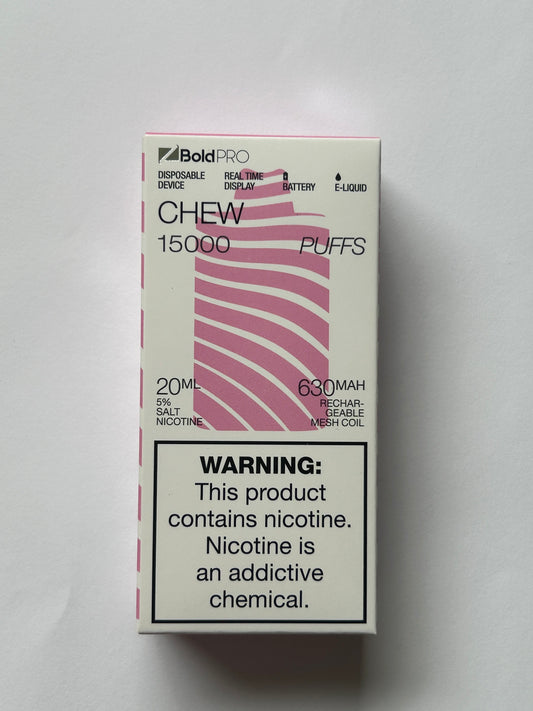 BoldPRO
DISPOSABLE DEVICE
REAL TIME DISPLAY
BATTERY
E-LIQUID
CHEW
15000 PUFFS
20ML
5%
SALT
NICOTINE
630MAH
RECHAR-
GEABLE
MESH COIL
WARNING:
This product
contains nicotine.
Nicotine is
an addictive
chemical.